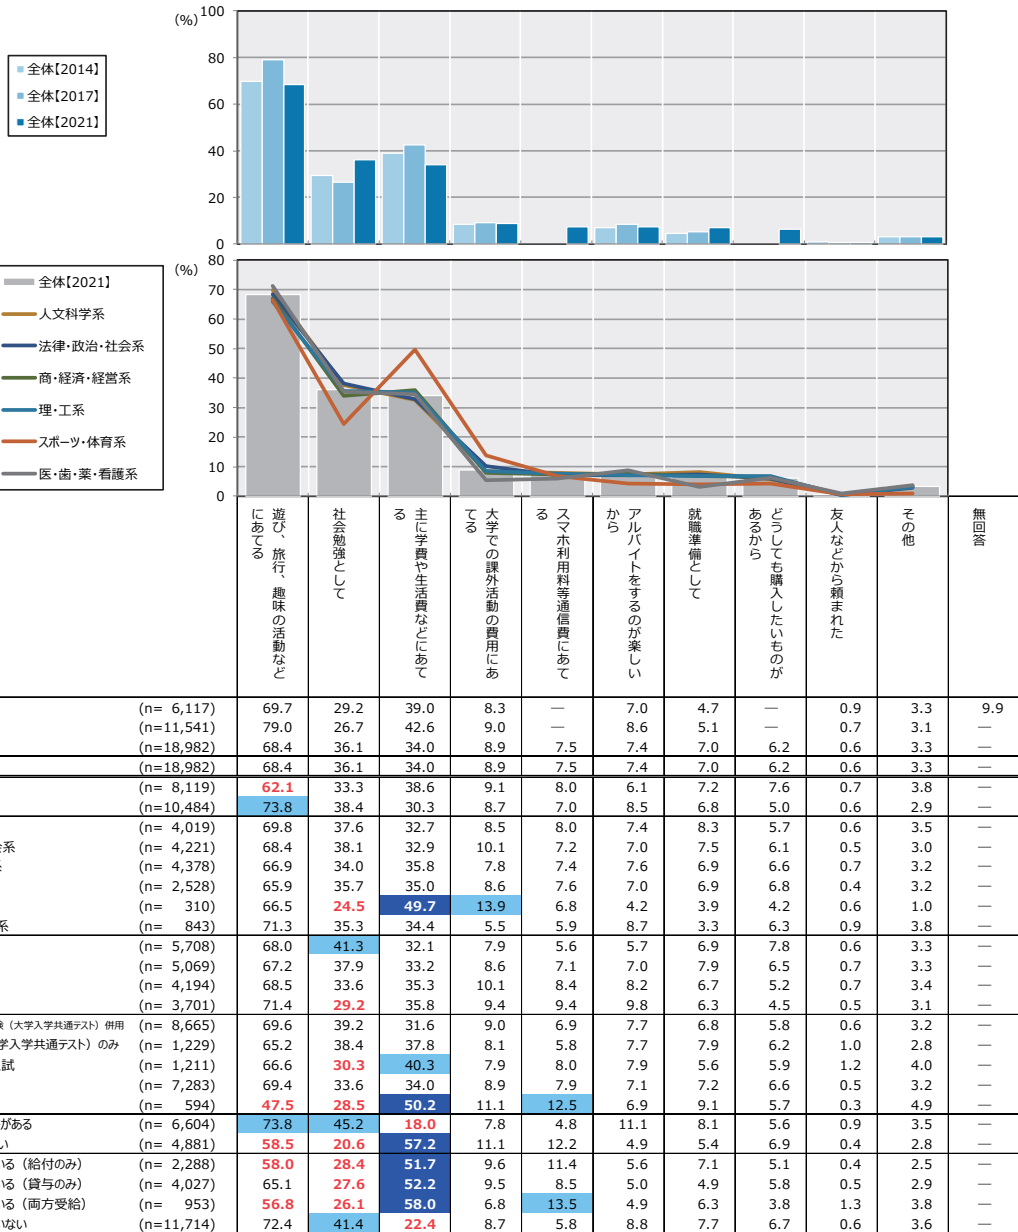 (%)
100
80
60
40
20
0
全体【2014】
全体【2017】
全体【2021】
(%)
80
70
60
50
40
30
20
10
0
全体【2021】
人文科学系
法律・政治・社会系
商・経済・経営系
理・工系
スポーツ・体育系
医・歯・薬・看護系
遊び、旅行、趣味の活動など
にあてる
社会勉強として
主に学費や生活費などにあて
る
大学での課外活動の費用にあ
てる
スマホ利用料等通信費にあて
る
アルバイトをするのが楽しい
から
就職準備として
どうしても購入したいものが
あるから
友人などから頼まれた
その他
無回答
(n= 6,117) 69.7 29.2 39.0 8.3 — 7.0 4.7 — 0.9 3.3 9.9
(n=11,541) 79.0 26.7 42.6 9.0 — 8.6 5.1 — 0.7 3.1 —
(n=18,982) 68.4 36.1 34.0 8.9 7.5 7.4 7.0 6.2 0.6 3.3 —
(n=18,982) 68.4 36.1 34.0 8.9 7.5 7.4 7.0 6.2 0.6 3.3 —
(n= 8,119) 62.1 33.3 38.6 9.1 8.0 6.1 7.2 7.6 0.7 3.8 —
(n=10,484) 73.8 38.4 30.3 8.7 7.0 8.5 6.8 5.0 0.6 2.9 —
(n= 4,019) 69.8 37.6 32.7 8.5 8.0 7.4 8.3 5.7 0.6 3.5 —
系 (n= 4,221) 68.4 38.1 32.9 10.1 7.2 7.0 7.5 6.1 0.5 3.0 —
(n= 4,378) 66.9 34.0 35.8 7.8 7.4 7.6 6.9 6.6 0.7 3.2 —
(n= 2,528) 65.9 35.7 35.0 8.6 7.6 7.0 6.9 6.8 0.4 3.2 —
(n= 310) 66.5 24.5 49.7 13.9 6.8 4.2 3.9 4.2 0.6 1.0 —
系 (n= 843) 71.3 35.3 34.4 5.5 5.9 8.7 3.3 6.3 0.9 3.8 —
(n= 5,708) 68.0 41.3 32.1 7.9 5.6 5.7 6.9 7.8 0.6 3.3 —
(n= 5,069) 67.2 37.9 33.2 8.6 7.1 7.0 7.9 6.5 0.7 3.3 —
(n= 4,194) 68.5 33.6 35.3 10.1 8.4 8.2 6.7 5.2 0.7 3.4 —
(n= 3,701) 71.4 29.2 35.8 9.4 9.4 9.8 6.3 4.5 0.5 3.1 —
（大学入学共通テスト）併用 (n= 8,665) 69.6 39.2 31.6 9.0 6.9 7.7 6.8 5.8 0.6 3.2 —
学入学共通テスト）のみ (n= 1,229) 65.2 38.4 37.8 8.1 5.8 7.7 7.9 6.2 1.0 2.8 —
試 (n= 1,211) 66.6 30.3 40.3 7.9 8.0 7.9 5.6 5.9 1.2 4.0 —
(n= 7,283) 69.4 33.6 34.0 8.9 7.9 7.1 7.2 6.6 0.5 3.2 —
(n= 594) 47.5 28.5 50.2 11.1 12.5 6.9 9.1 5.7 0.3 4.9 —
がある (n= 6,604) 73.8 45.2 18.0 7.8 4.8 11.1 8.1 5.6 0.9 3.5 —
い (n= 4,881) 58.5 20.6 57.2 11.1 12.2 4.9 5.4 6.9 0.4 2.8 —
いる（給付のみ） (n= 2,288) 58.0 28.4 51.7 9.6 11.4 5.6 7.1 5.1 0.4 2.5 —
いる（貸与のみ） (n= 4,027) 65.1 27.6 52.2 9.5 8.5 5.0 4.9 5.8 0.5 2.9 —
いる（両方受給） (n= 953) 56.8 26.1 58.0 6.8 13.5 4.9 6.3 3.8 1.3 3.8 —
いない (n=11,714) 72.4 41.4 22.4 8.7 5.8 8.8 7.7 6.7 0.6 3.6 —